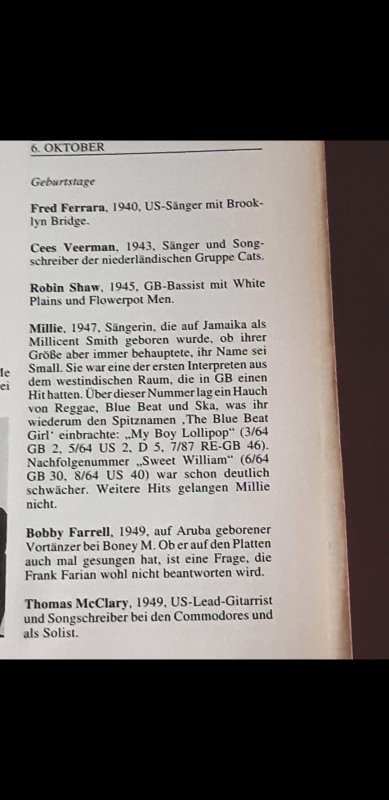 6. OKTOBER
Geburtstage
Fred Ferrara, 1940, US-Sänger mit Brook-
lyn Bridge.
Cees Veerman, 1943, Sänger und Song-
schreiber der niederländischen Gruppe Cats.
Robin Shaw, 1945, GB-Bassist mit White
Plains und Flowerpot Men.
Millie, 1947, Sängerin, die auf Jamaika als
Millicent Smith geboren wurde, ob ihrer
Größe aber immer behauptete, ihr Name sei
Small. Sie war eine der ersten Interpreten aus
dem westindischen Raum, die in GB einen
Hit hatten. Über dieser Nummer lag ein Hauch
von Reggae, Blue Beat und Ska, was ihr
wiederum den Spitznamen ‚The Blue Beat
Girl‘ einbrachte: „My Boy Lollipop“ (3/64
GB 2, 5/64 US 2, D 5, 7/87 RE-GB 46).
Nachfolgenummer „Sweet William“ (6/64
GB 30, 8/64 US 40) war schon deutlich
schwächer. Weitere Hits gelangen Millie
nicht.
Bobby Farrell, 1949, auf Aruba geborener
Vortänzer bei Boney M. Ob er auf den Platten
auch mal gesungen hat, ist eine Frage, die
Frank Farian wohl nicht beantworten wird.
Thomas McClary, 1949, US-Lead-Gitarrist
und Songschreiber bei den Commodores und
als Solist.